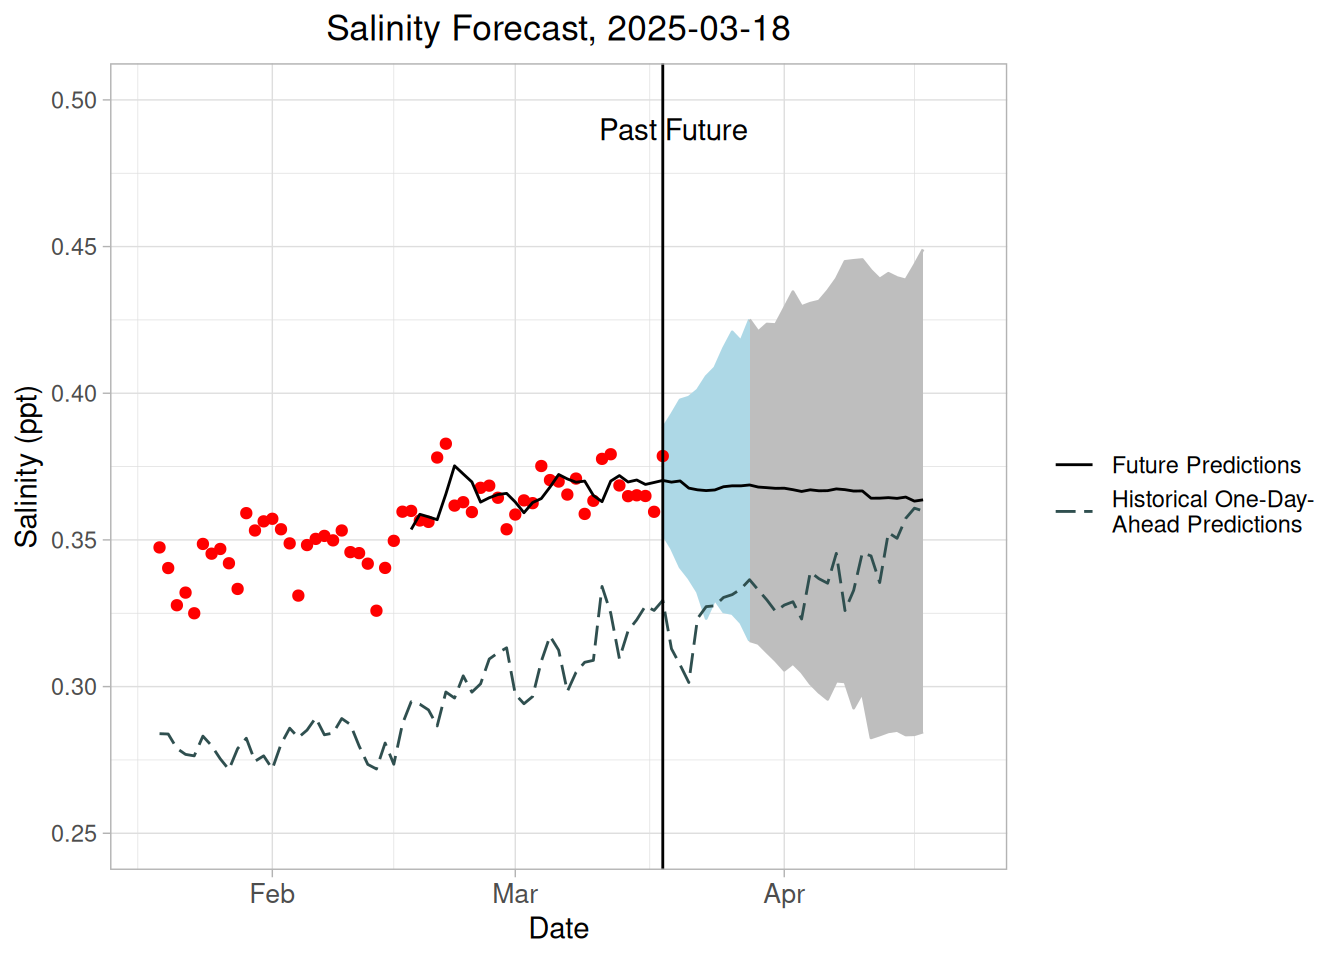 Salinity Forecast, 2025-03-18
Past Future
0.50
0.45
0.40
0.35
0.30
0.25
Salinity (ppt)
Feb Mar Apr
Date
Future Predictions
Historical One-Day-
Ahead Predictions